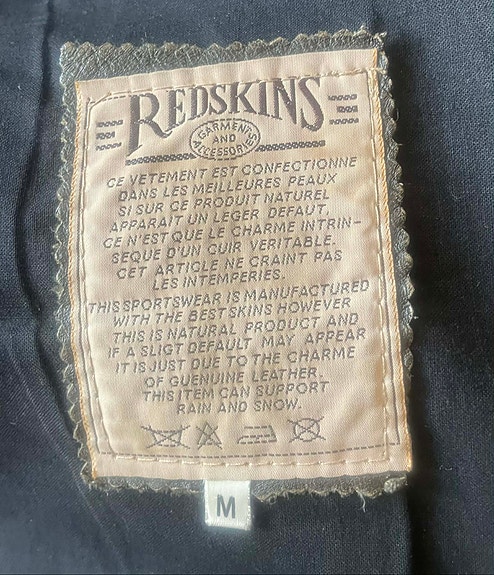 REDSKINS
GARMENTS
AND
ACCESSORIES
CE VETEMENT EST CONFECTIONNE
DANS LES MEILLEURES PEAUX
SI SUR CE PRODUIT NATUREL
APPARAIT UN LEGER DEFAUT,
CE N'EST QUE LE CHARME INTRIN-
SEQUE D'UN CUIR VERITABLE.
CET ARTICLE NE CRAINT PAS
LES INTEMPERIES.
THIS SPORTSWEAR IS MANUFACTURED
WITH THE BEST SKINS HOWEVER
THIS IS NATURAL PRODUCT AND
IF A SLIGT DEFAULT MAY APPEAR
IT IS JUST DUE TO THE CHARME
OF GUENUINE LEATHER.
THIS ITEM CAN SUPPORT
RAIN AND SNOW.
M